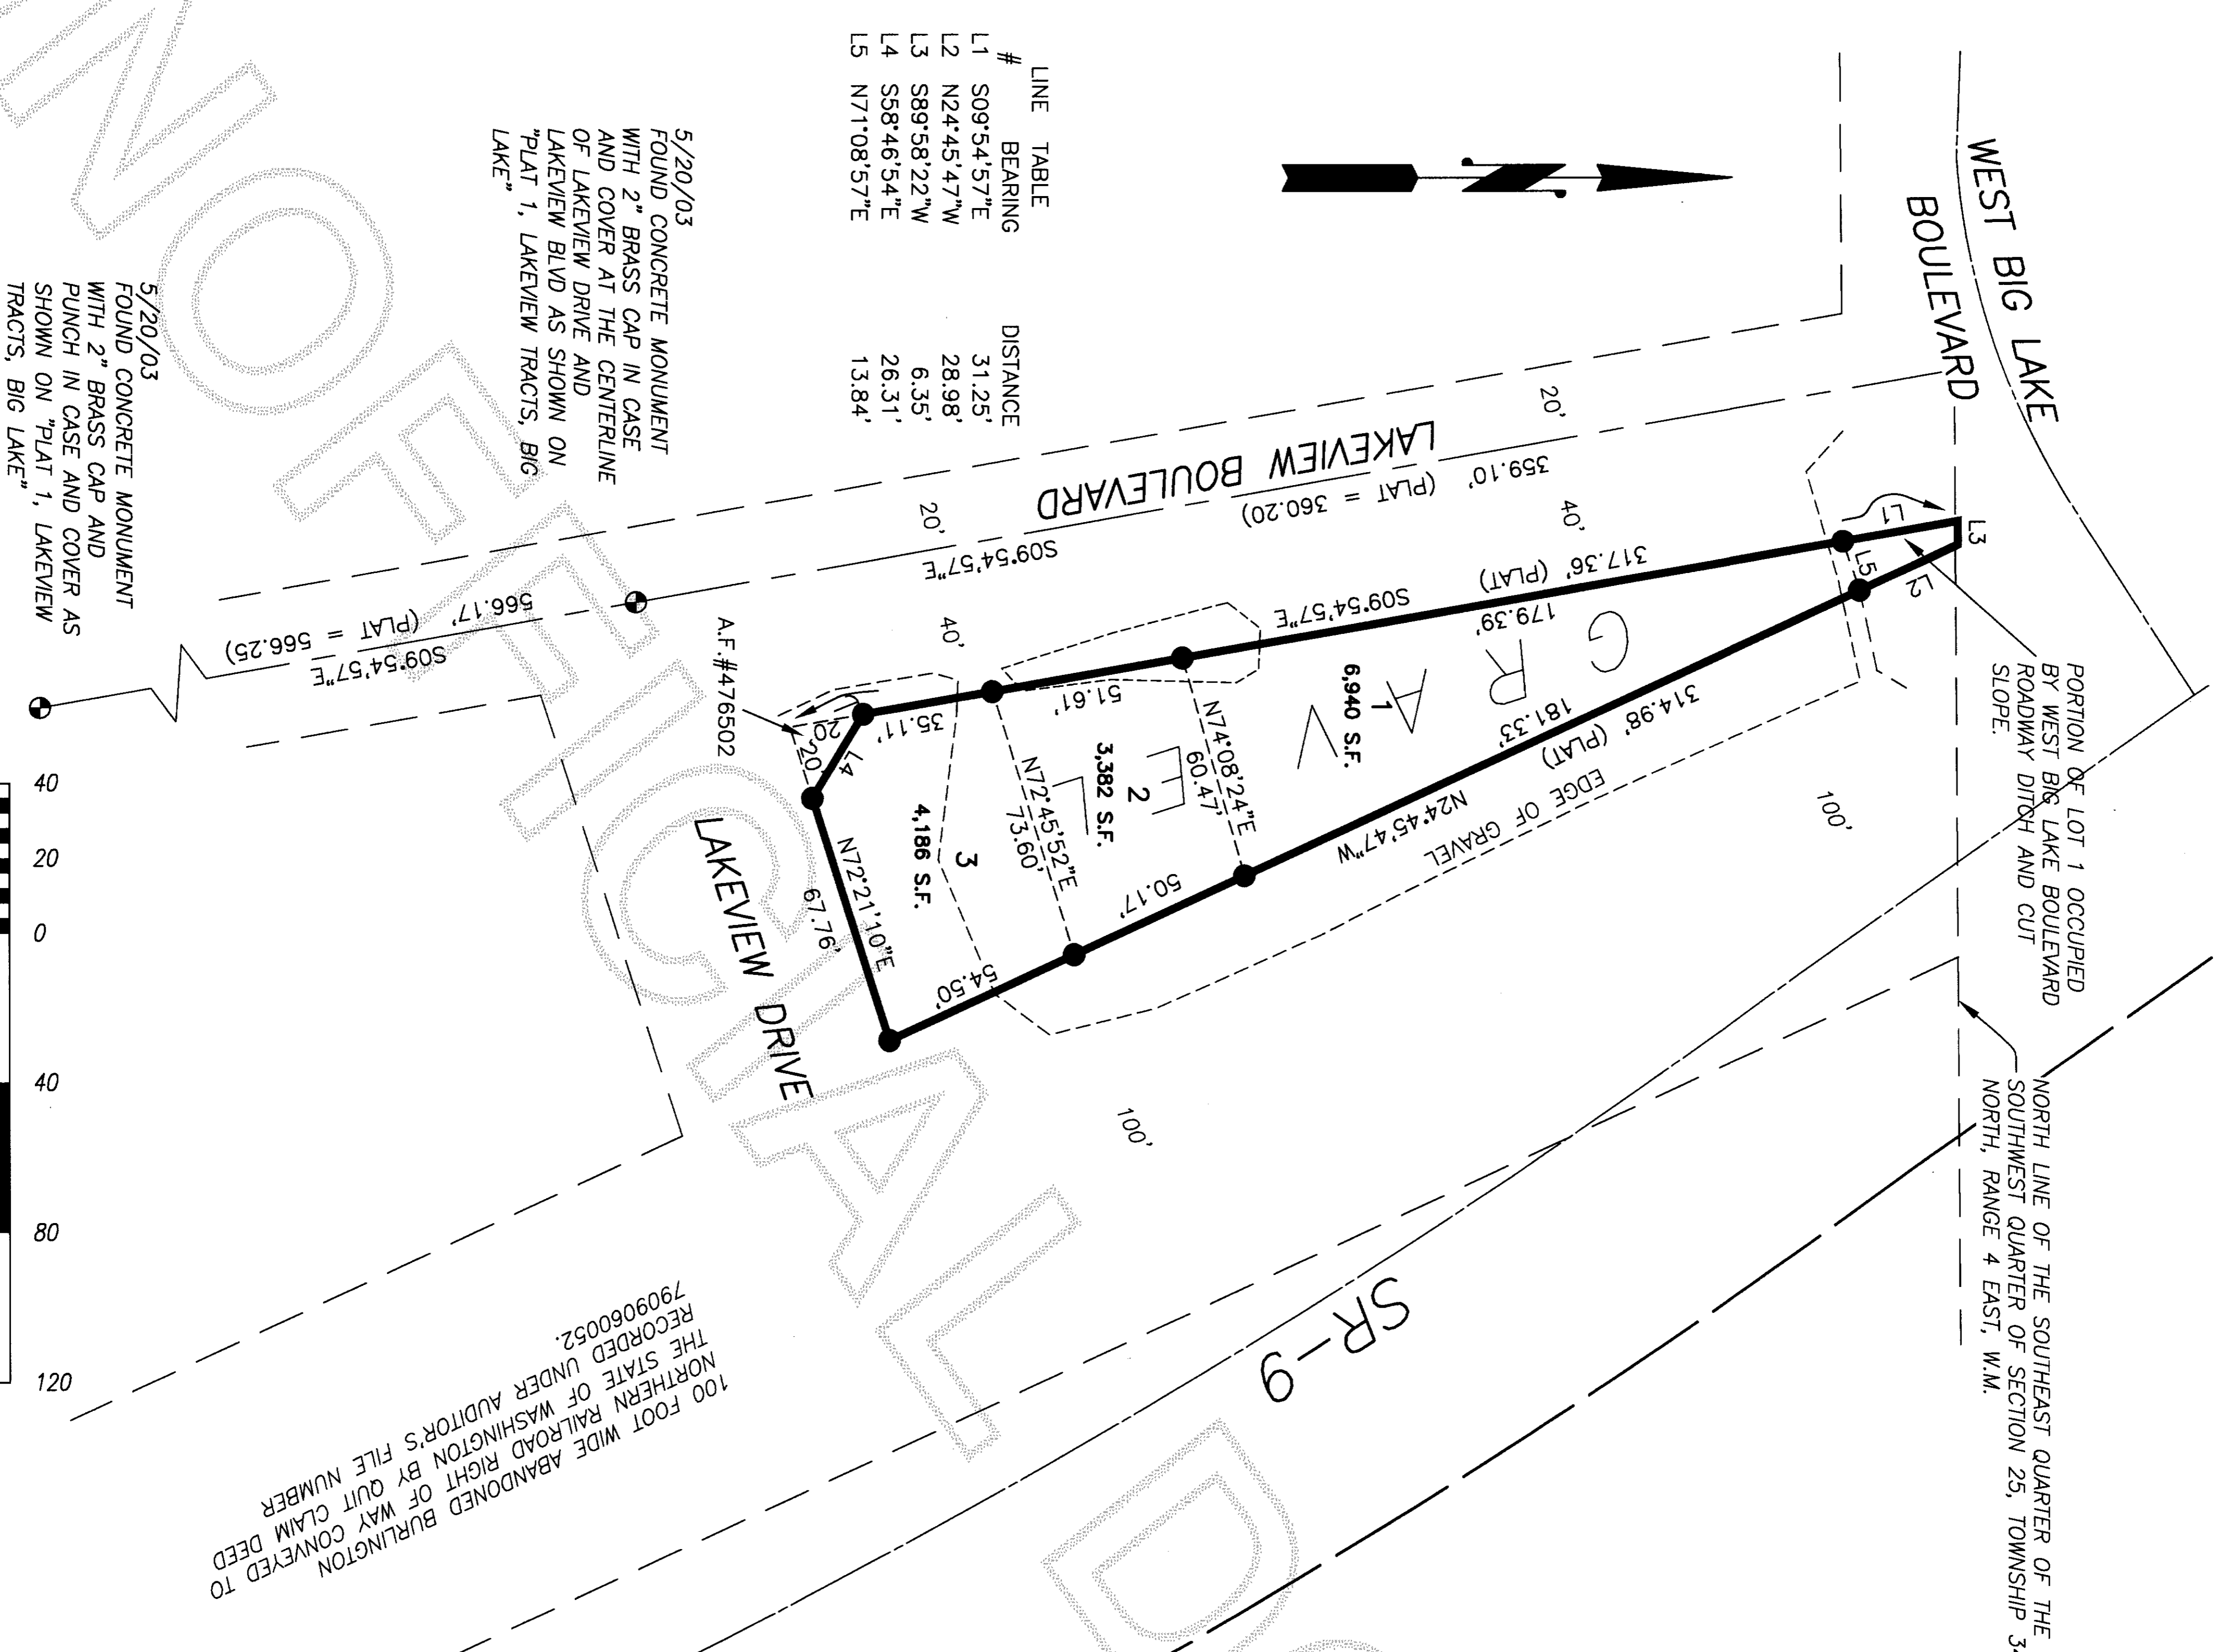 WEST BIG LAKE
BOULEVARD
LINE TABLE
# BEARING DISTANCE
L1 S09°54'57"E 31.25'
L2 N24°45'47"W 28.98'
L3 S89°58'22"W 6.35'
L4 S58°46'54"E 26.31'
L5 N71°08'57"E 13.84'
5/20/03
FOUND CONCRETE MONUMENT
WITH 2" BRASS CAP IN CASE
AND COVER AT THE CENTERLINE
OF LAKEVIEW DRIVE AND
LAKEVIEW BLVD AS SHOWN ON
"PLAT 1, LAKEVIEW TRACTS, BIG
LAKE"
5/20/03
FOUND CONCRETE MONUMENT
WITH 2" BRASS CAP AND
PUNCH IN CASE AND COVER AS
SHOWN ON "PLAT 1, LAKEVIEW
TRACTS, BIG LAKE"
LAKEVIEW BOULEVARD
359.10' (PLAT = 360.20)
S09°54'57"E
20'
20'
40'
40'
566.17' (PLAT = 566.25)
S09°54'57"E
A.F.#476502
L1
L3
L2
L5
317.36' (PLAT)
S09°54'57"E
179.39'
51.61'
35.11'
20'
20'
L4
GRAVEL
1
6,940 S.F.
N74°08'24"E
60.47'
2
3,382 S.F.
N72°45'52"E
73.60'
3
4,186 S.F.
N72°21'10"E
67.76'
314.98' (PLAT)
181.33'
N24°45'47"W
50.17'
54.50'
EDGE OF GRAVEL
LAKEVIEW DRIVE
100'
100'
PORTION OF LOT 1 OCCUPIED
BY WEST BIG LAKE BOULEVARD
ROADWAY DITCH AND CUT
SLOPE.
NORTH LINE OF THE SOUTHEAST QUARTER OF THE
SOUTHWEST QUARTER OF SECTION 25, TOWNSHIP 34
NORTH, RANGE 4 EAST, W.M.
SR-9
100 FOOT WIDE ABANDONED BURLINGTON
NORTHERN RAILROAD RIGHT OF WAY CONVEYED TO
THE STATE OF WASHINGTON BY QUIT CLAIM DEED
RECORDED UNDER AUDITOR'S FILE NUMBER
7909060052.
40 20 0 40 80 120